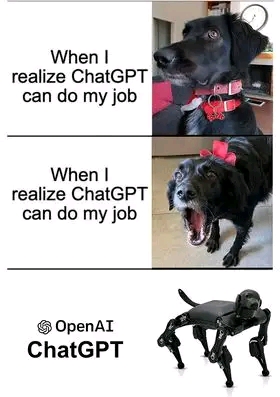 When I
realize ChatGPT
can do my job
When I
realize ChatGPT
can do my job
OpenAI
ChatGPT